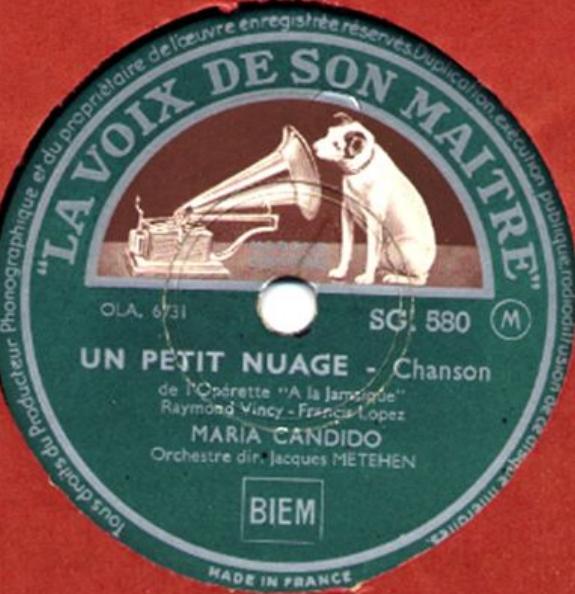 Tous droits du Producteur Phonographique et du propriétaire de l'œuvre enregistrée réservés. Duplication, exécution publique, radiodiffusion de ce disque interdites.
"LA VOIX DE SON MAITRE"
OLA. 6731
SG. 580
M
UN PETIT NUAGE - Chanson
de l'Opérette "A la Jamaïque"
Raymond Vincy - Francis Lopez
MARIA CANDIDO
Orchestre dir. Jacques METEHEN
BIEM
MADE IN FRANCE